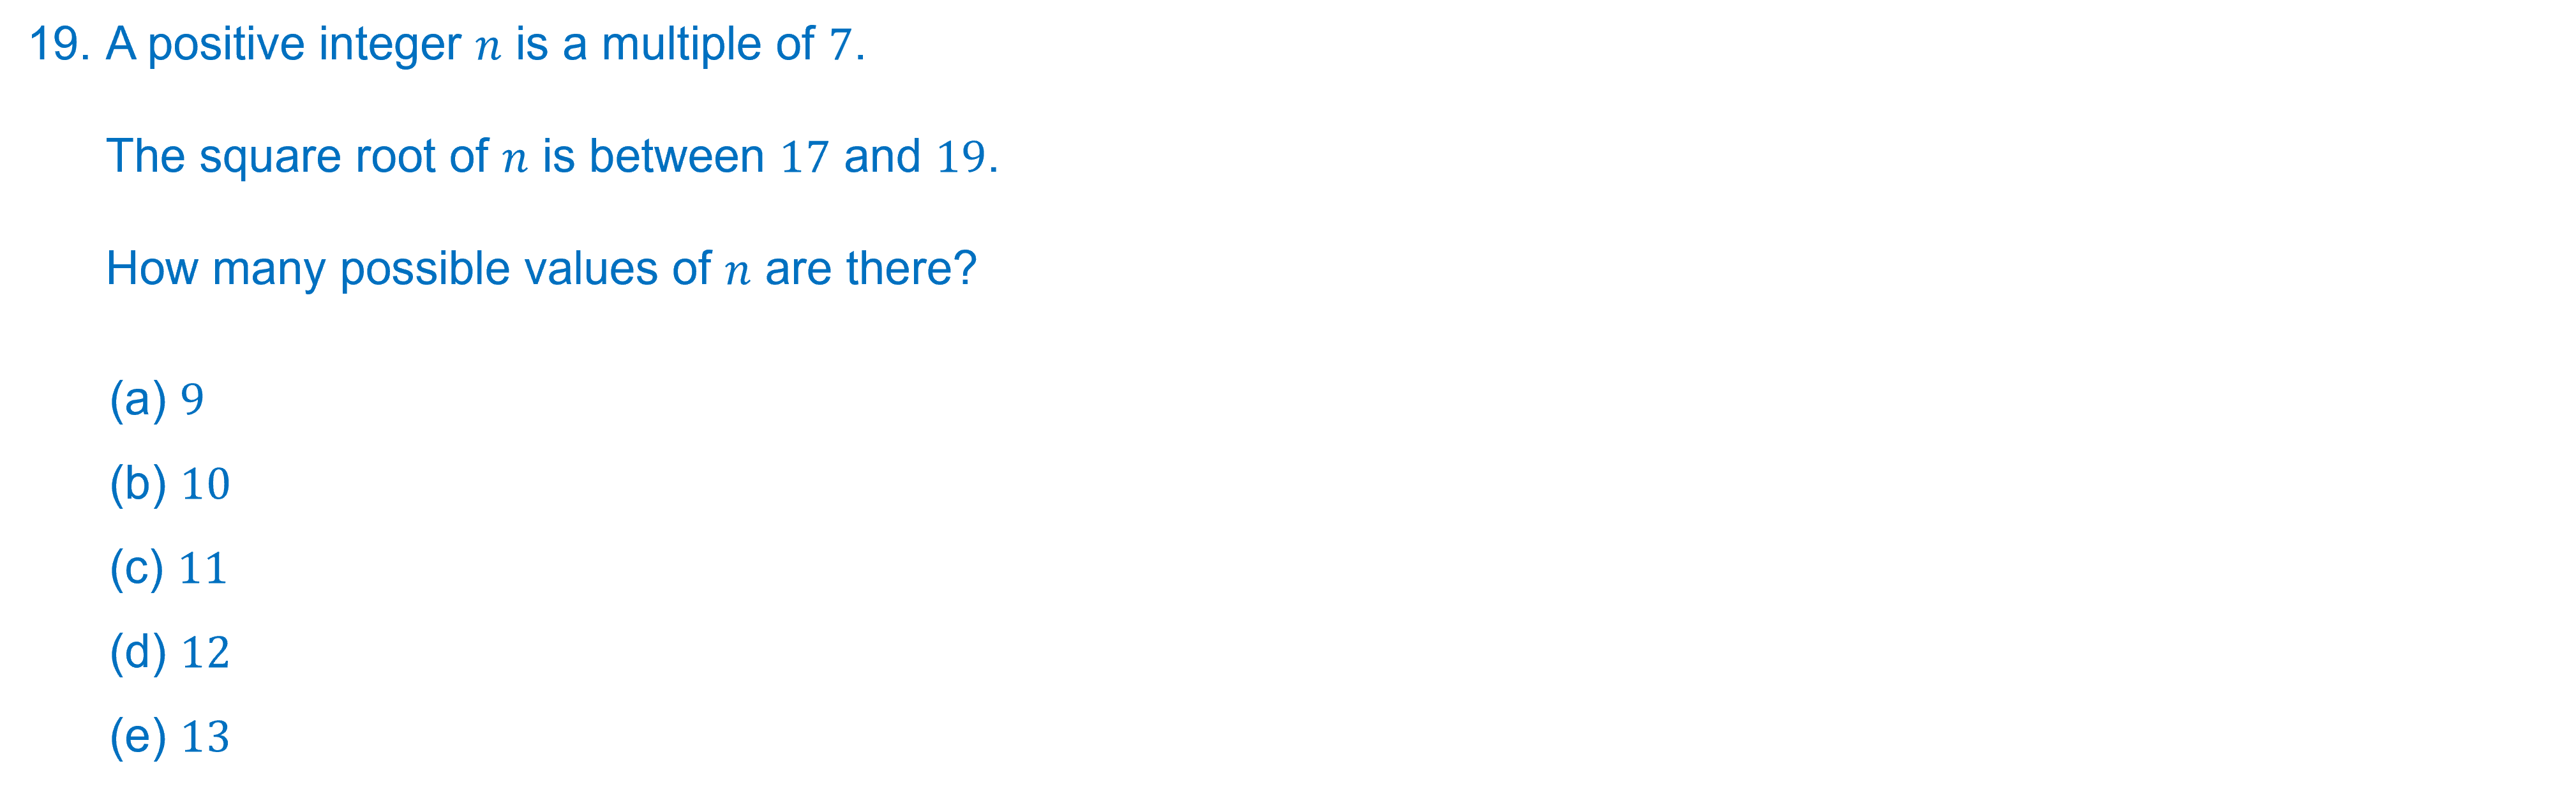 19. A positive integer n is a multiple of 7.
The square root of n is between 17 and 19.
How many possible values of n are there?
(a) 9
(b) 10
(c) 11
(d) 12
(e) 13